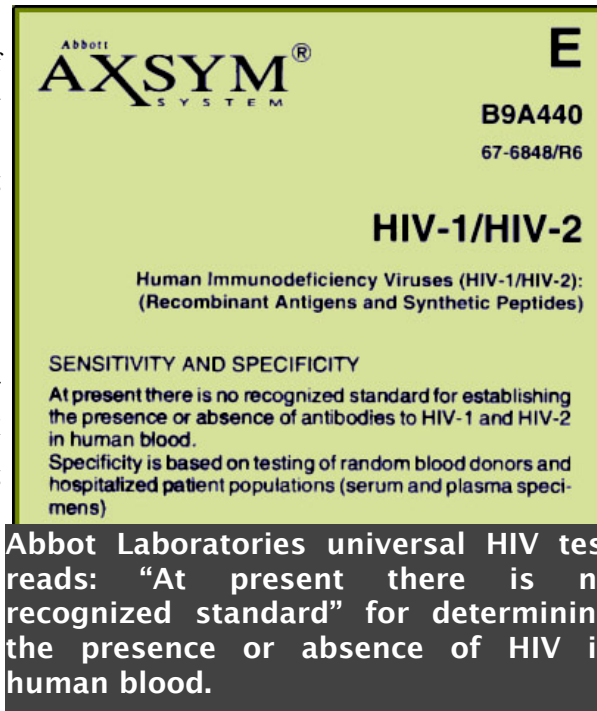 Abbott
AXSYM®
SYSTEM
E
B9A440
67-6848/R6
HIV-1/HIV-2
Human Immunodeficiency Viruses (HIV-1/HIV-2):
(Recombinant Antigens and Synthetic Peptides)
SENSITIVITY AND SPECIFICITY
At present there is no recognized standard for establishing
the presence or absence of antibodies to HIV-1 and HIV-2
in human blood.
Specificity is based on testing of random blood donors and
hospitalized patient populations (serum and plasma speci-
mens)
Abbot Laboratories universal HIV tes
reads: “At present there is n
recognized standard” for determinin
the presence or absence of HIV i
human blood.